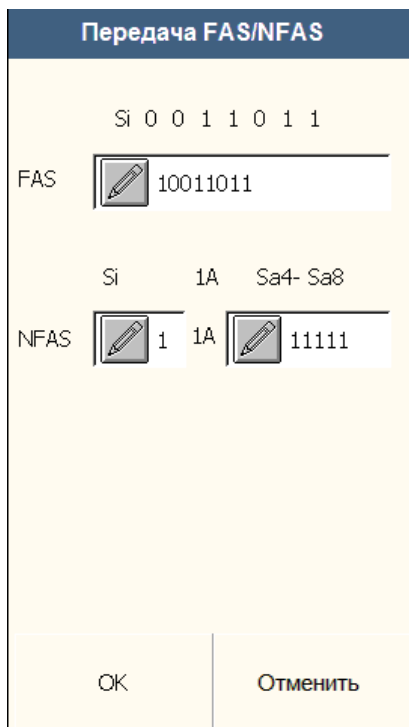 Передача FAS/NFAS
Si 0 0 1 1 0 1 1
FAS 10011011
Si 1A Sa4- Sa8
NFAS 1 1A 11111
OK Отменить